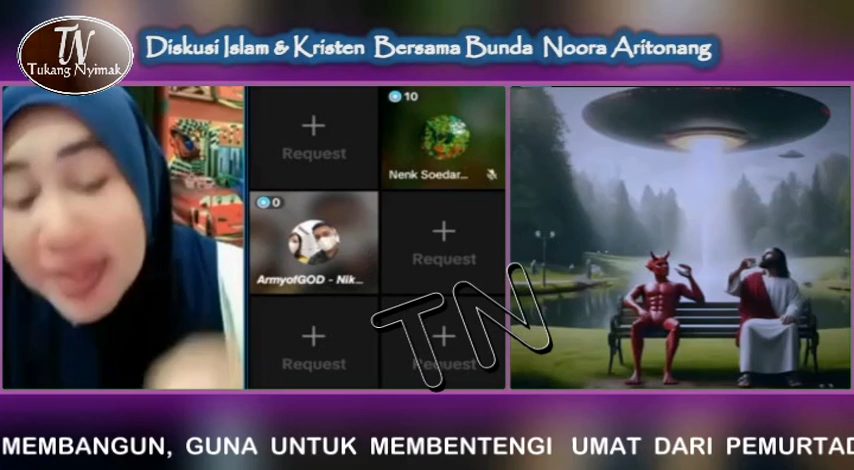 TN
Tukang Nyimak
Diskusi Islam & Kristen Bersama Bunda Noora Aritonang
Request
10
Nenk Soedar...
0
ArmyofGOD - Nik...
Request
Request
Request
TN
MEMBANGUN, GUNA UNTUK MEMBENTENGI UMAT DARI PEMURTAD